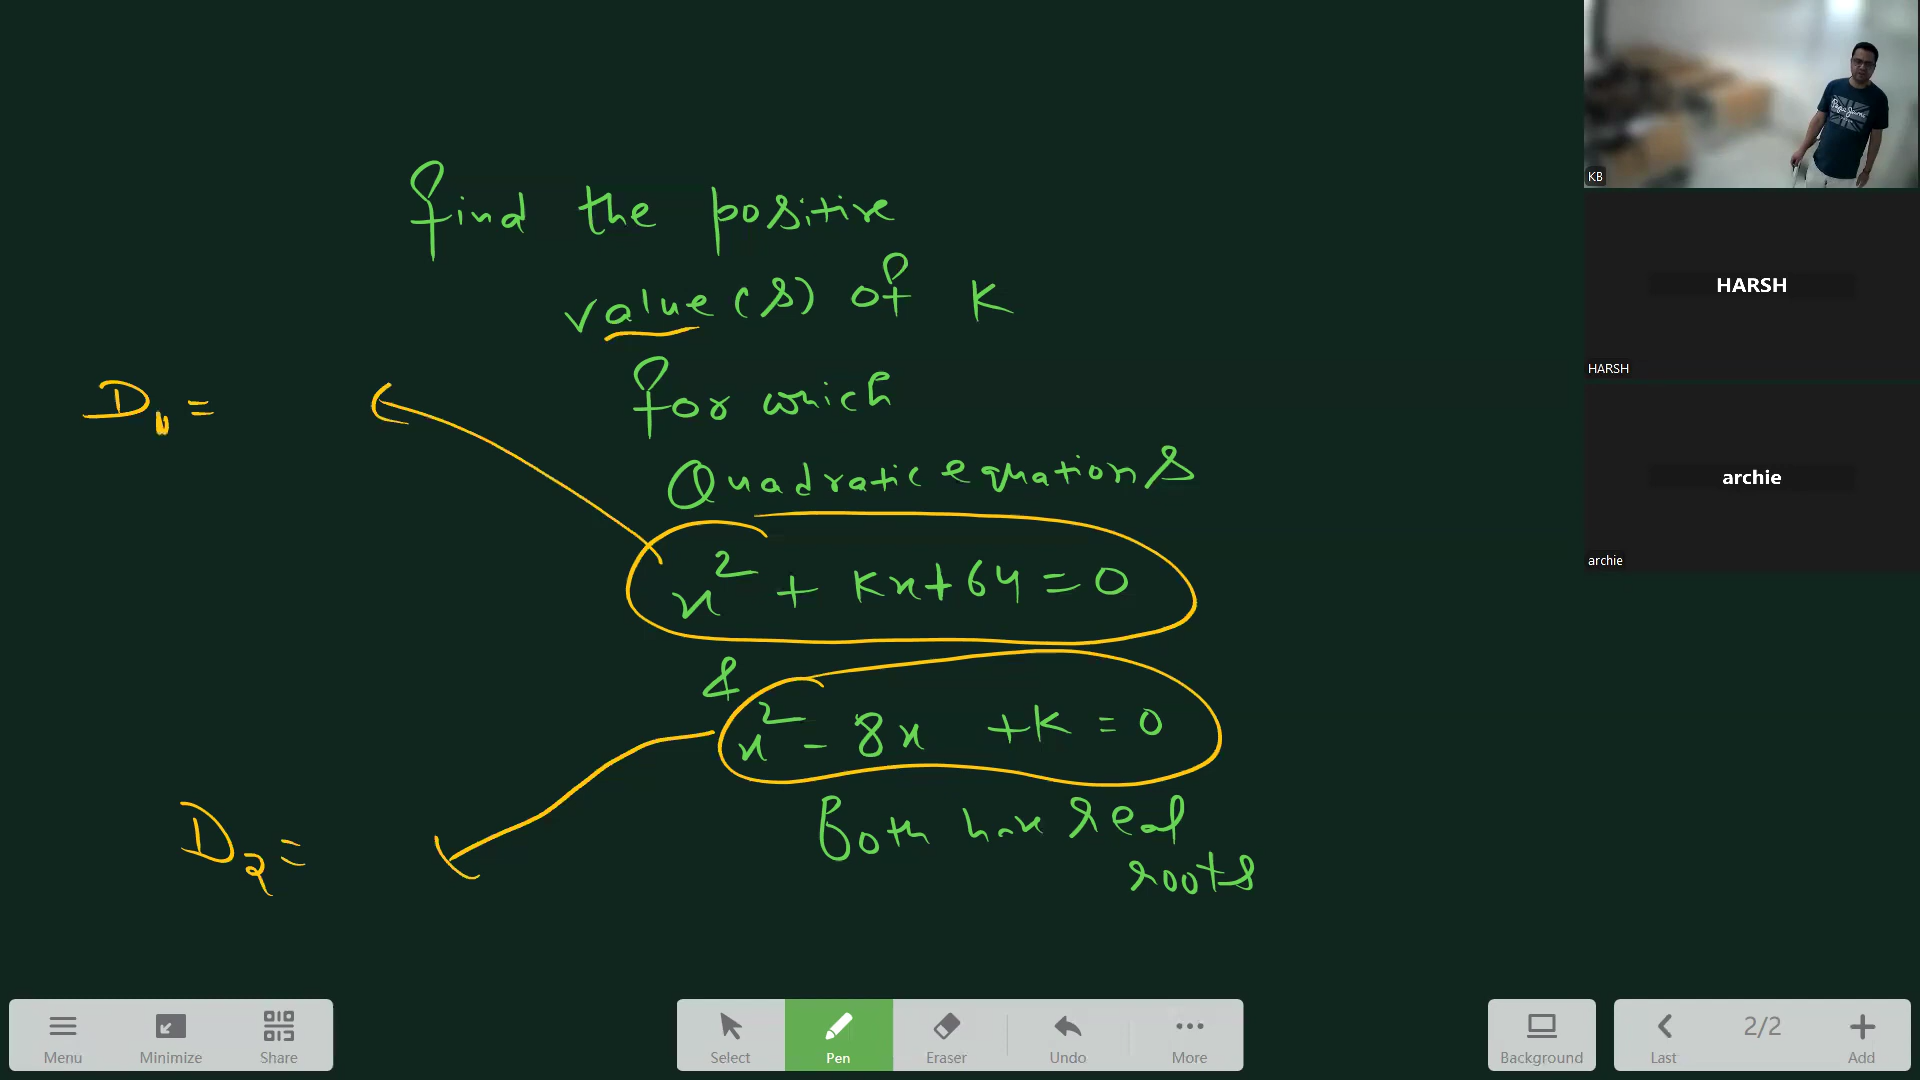 find the positive
value(s) of K
for which
Quadratic equations
x² + Kx + 64 = 0
&
x² - 8x + K = 0
Both have real
roots
D₁ =
D₂ =
KB
HARSH
HARSH
archie
archie
Menu
Minimize
Share
Select
Pen
Eraser
Undo
More
Background
Last
2/2
Add